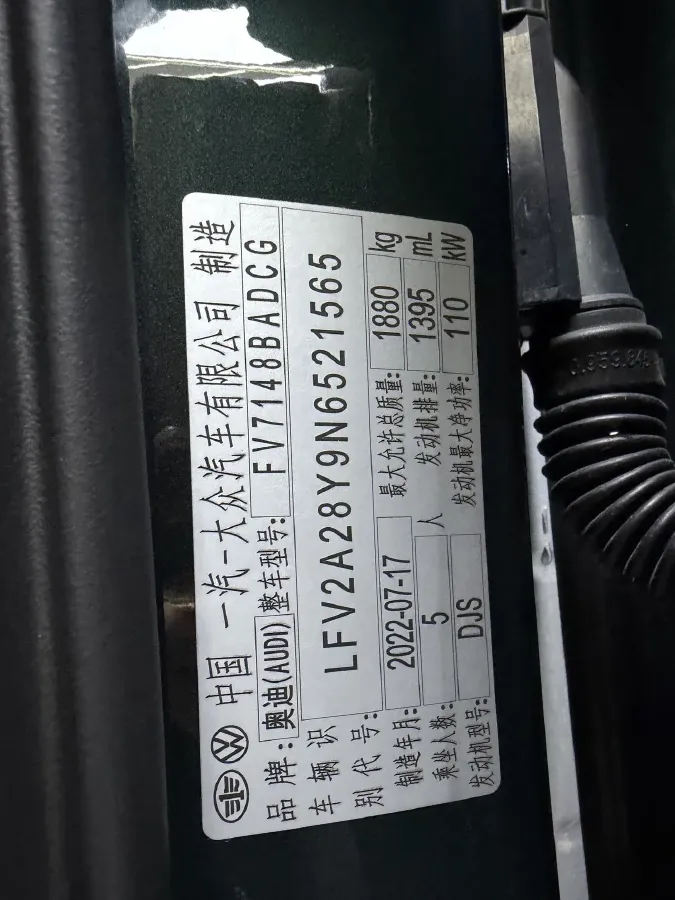 中国 一汽-大众汽车有限公司 制造
品牌: 奥迪(AUDI) 整车型号: FV7148BADCG
车辆识别代号: LFV2A28Y9N6521565
制造年月: 2022-07-17 最大允许总质量: 1880 kg
乘坐人数: 5 人 发动机排量: 1395 mL
发动机型号: DJS 发动机最大净功率: 110 kW